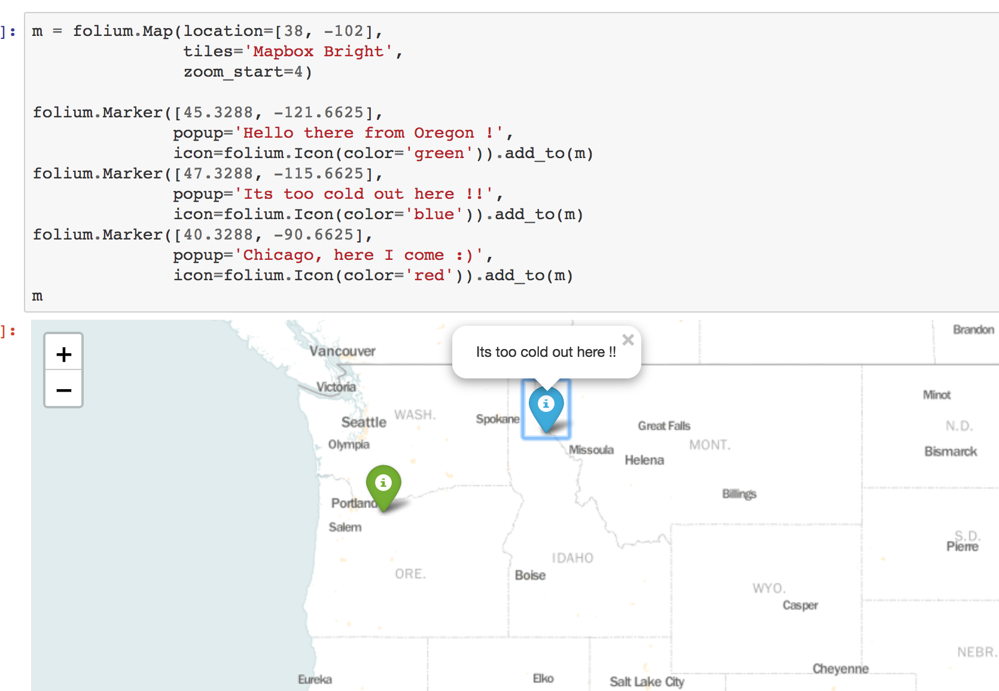 ]:
m = folium.Map(location=[38, -102],
tiles='Mapbox Bright',
zoom_start=4)
folium.Marker([45.3288, -121.6625],
popup='Hello there from Oregon !',
icon=folium.Icon(color='green')).add_to(m)
folium.Marker([47.3288, -115.6625],
popup='Its too cold out here !!',
icon=folium.Icon(color='blue')).add_to(m)
folium.Marker([40.3288, -90.6625],
popup='Chicago, here I come :)',
icon=folium.Icon(color='red')).add_to(m)
m
]:
+
−
Its too cold out here !!
×
Brandon
Vancouver
Victoria
Minot
Seattle
WASH.
Spokane
Great Falls
N.D.
Olympia
MONT.
Missoula
Helena
Bismarck
Portland
Billings
Salem
S.D.
Pierre
IDAHO
ORE.
Boise
WYO.
Casper
NEBR.
Cheyenne
Eureka
Elko
Salt Lake City